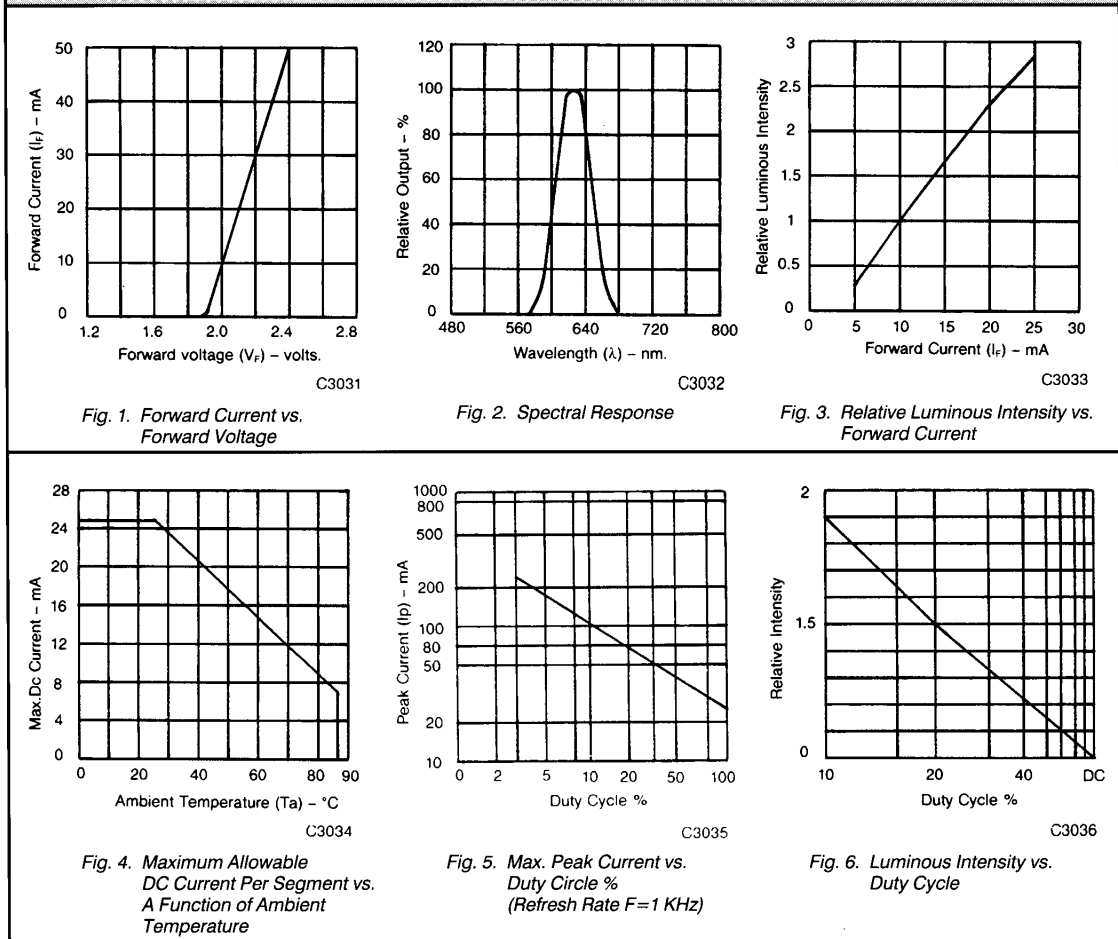 50
40
30
20
10
0
Forward Current (IF) – mA
1.2 1.6 2.0 2.4 2.8
Forward voltage (VF) – volts.
C3031
Fig. 1. Forward Current vs.
Forward Voltage
120
100
80
60
40
20
0
Relative Output – %
480 560 640 720 800
Wavelength (λ) – nm.
C3032
Fig. 2. Spectral Response
3
2.5
2
1.5
1
0.5
0
Relative Luminous Intensity
0 5 10 15 20 25 30
Forward Current (IF) – mA
C3033
Fig. 3. Relative Luminous Intensity vs.
Forward Current
28
24
20
16
12
8
4
0
Max.Dc Current – mA
0 20 40 60 80 90
Ambient Temperature (Ta) – °C
C3034
Fig. 4. Maximum Allowable
DC Current Per Segment vs.
A Function of Ambient
Temperature
1000
800
500
200
100
80
50
20
10
Peak Current (Ip) – mA
0 2 5 10 20 50 100
Duty Cycle %
C3035
Fig. 5. Max. Peak Current vs.
Duty Circle %
(Refresh Rate F=1 KHz)
2
1.5
0
Relative Intensity
10 20 40 DC
Duty Cycle %
C3036
Fig. 6. Luminous Intensity vs.
Duty Cycle